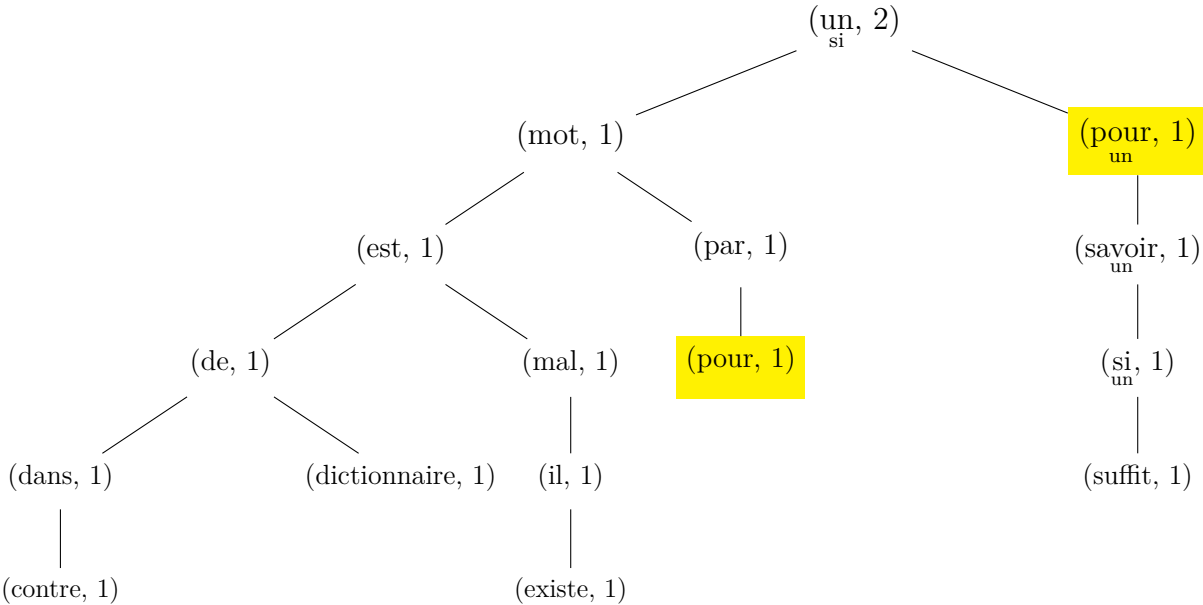 (un, 2)
si
(mot, 1)
(pour, 1)
un
(est, 1)
(par, 1)
(savoir, 1)
un
(de, 1)
(mal, 1)
(pour, 1)
(si, 1)
un
(dans, 1)
(dictionnaire, 1)
(il, 1)
(suffit, 1)
(contre, 1)
(existe, 1)